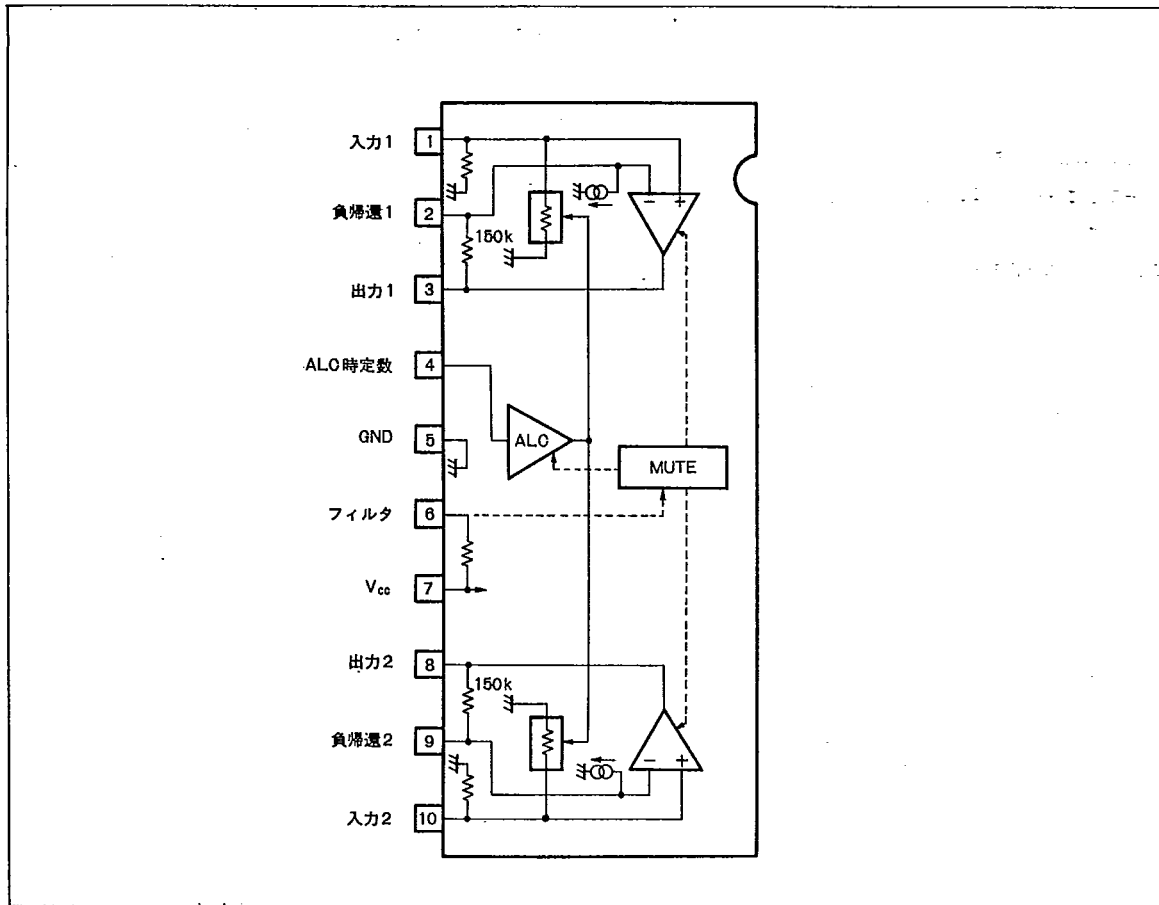 入力1 1
負帰還1 2
150k
出力1 3
ALC時定数 4
GND 5
ALC
MUTE
フィルタ 6
Vcc 7
出力2 8
150k
負帰還2 9
入力2 10
− +
− +